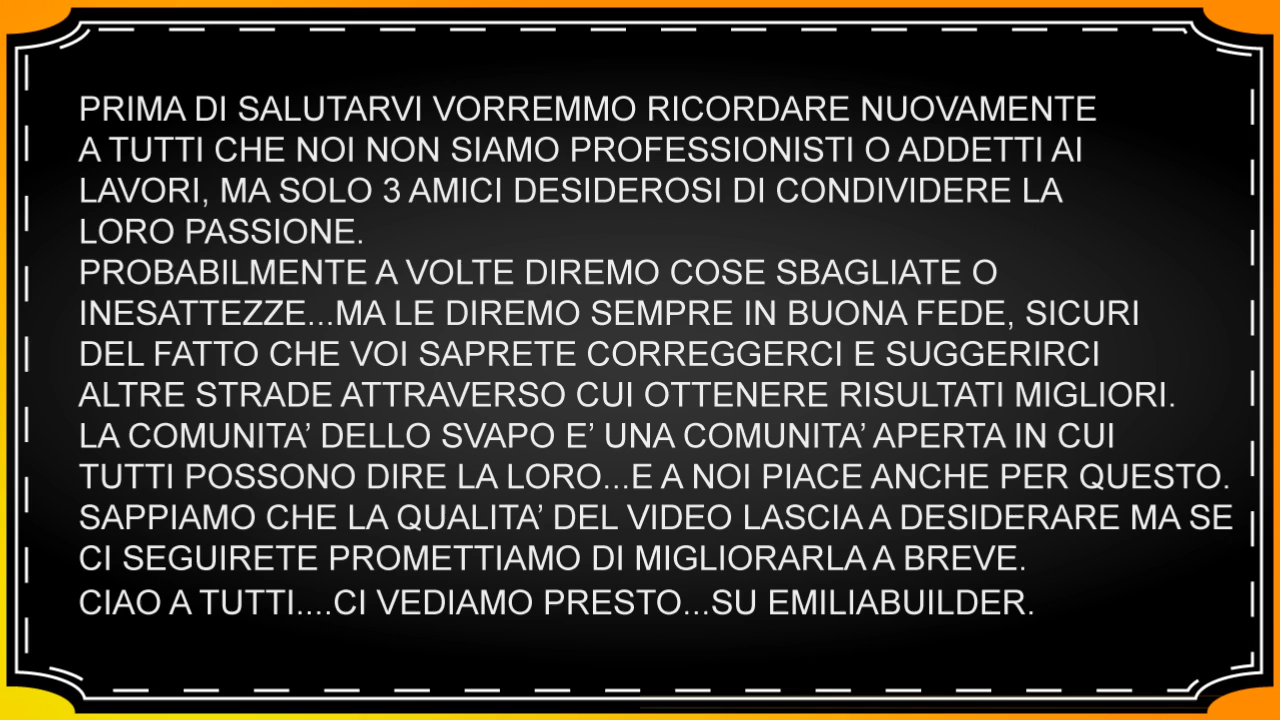 PRIMA DI SALUTARVI VORREMMO RICORDARE NUOVAMENTE
A TUTTI CHE NOI NON SIAMO PROFESSIONISTI O ADDETTI AI
LAVORI, MA SOLO 3 AMICI DESIDEROSI DI CONDIVIDERE LA
LORO PASSIONE.
PROBABILMENTE A VOLTE DIREMO COSE SBAGLIATE O
INESATTEZZE...MA LE DIREMO SEMPRE IN BUONA FEDE, SICURI
DEL FATTO CHE VOI SAPRETE CORREGGERCI E SUGGERIRCI
ALTRE STRADE ATTRAVERSO CUI OTTENERE RISULTATI MIGLIORI.
LA COMUNITA’ DELLO SVAPO E’ UNA COMUNITA’ APERTA IN CUI
TUTTI POSSONO DIRE LA LORO...E A NOI PIACE ANCHE PER QUESTO.
SAPPIAMO CHE LA QUALITA’ DEL VIDEO LASCIA A DESIDERARE MA SE
CI SEGUIRETE PROMETTIAMO DI MIGLIORARLA A BREVE.
CIAO A TUTTI....CI VEDIAMO PRESTO...SU EMILIABUILDER.